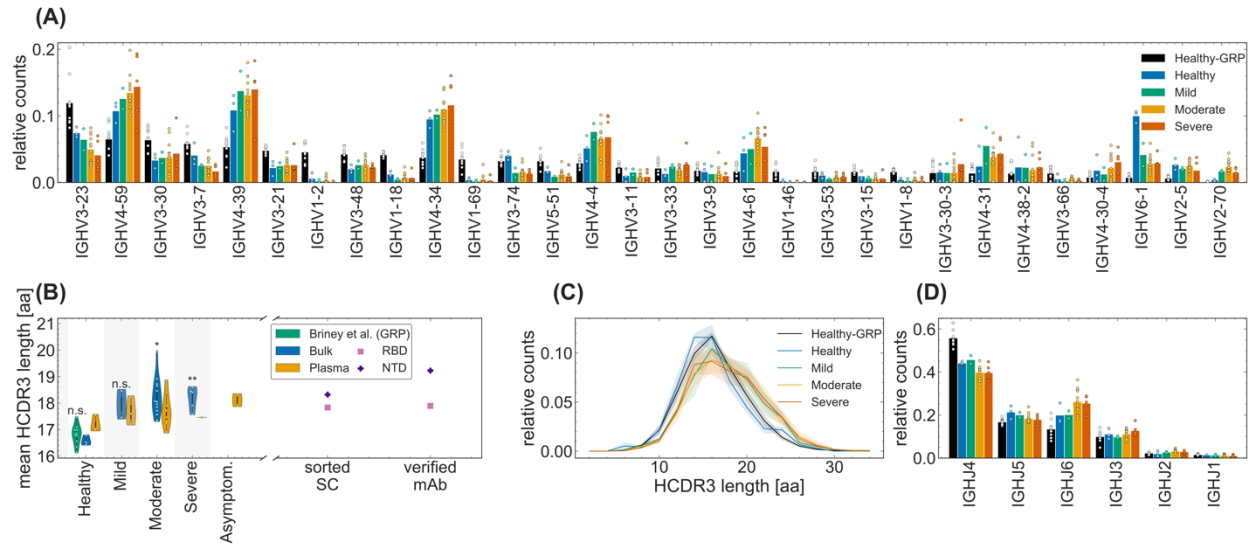 (A)
relative counts
0.2
0.1
0.0
Healthy-GRP
Healthy
Mild
Moderate
Severe
IGHV3-23
IGHV4-59
IGHV3-30
IGHV3-7
IGHV4-39
IGHV3-21
IGHV1-2
IGHV3-48
IGHV1-18
IGHV4-34
IGHV1-69
IGHV3-74
IGHV5-51
IGHV4-4
IGHV3-11
IGHV3-33
IGHV3-9
IGHV4-61
IGHV1-46
IGHV3-53
IGHV3-15
IGHV1-8
IGHV3-30-3
IGHV4-31
IGHV4-38-2
IGHV3-66
IGHV4-30-4
IGHV6-1
IGHV2-5
IGHV2-70
(B)
mean HCDR3 length [aa]
21
20
19
18
17
16
Briney et al. (GRP)
Bulk
RBD
Plasma
NTD
n.s.
n.s.
*
**
Healthy
Mild
Moderate
Severe
Asymptom.
sorted
SC
verified
mAb
(C)
relative counts
0.10
0.05
0.00
Healthy-GRP
Healthy
Mild
Moderate
Severe
10
20
30
HCDR3 length [aa]
(D)
relative counts
0.6
0.4
0.2
0.0
IGHJ4
IGHJ5
IGHJ6
IGHJ3
IGHJ2
IGHJ1